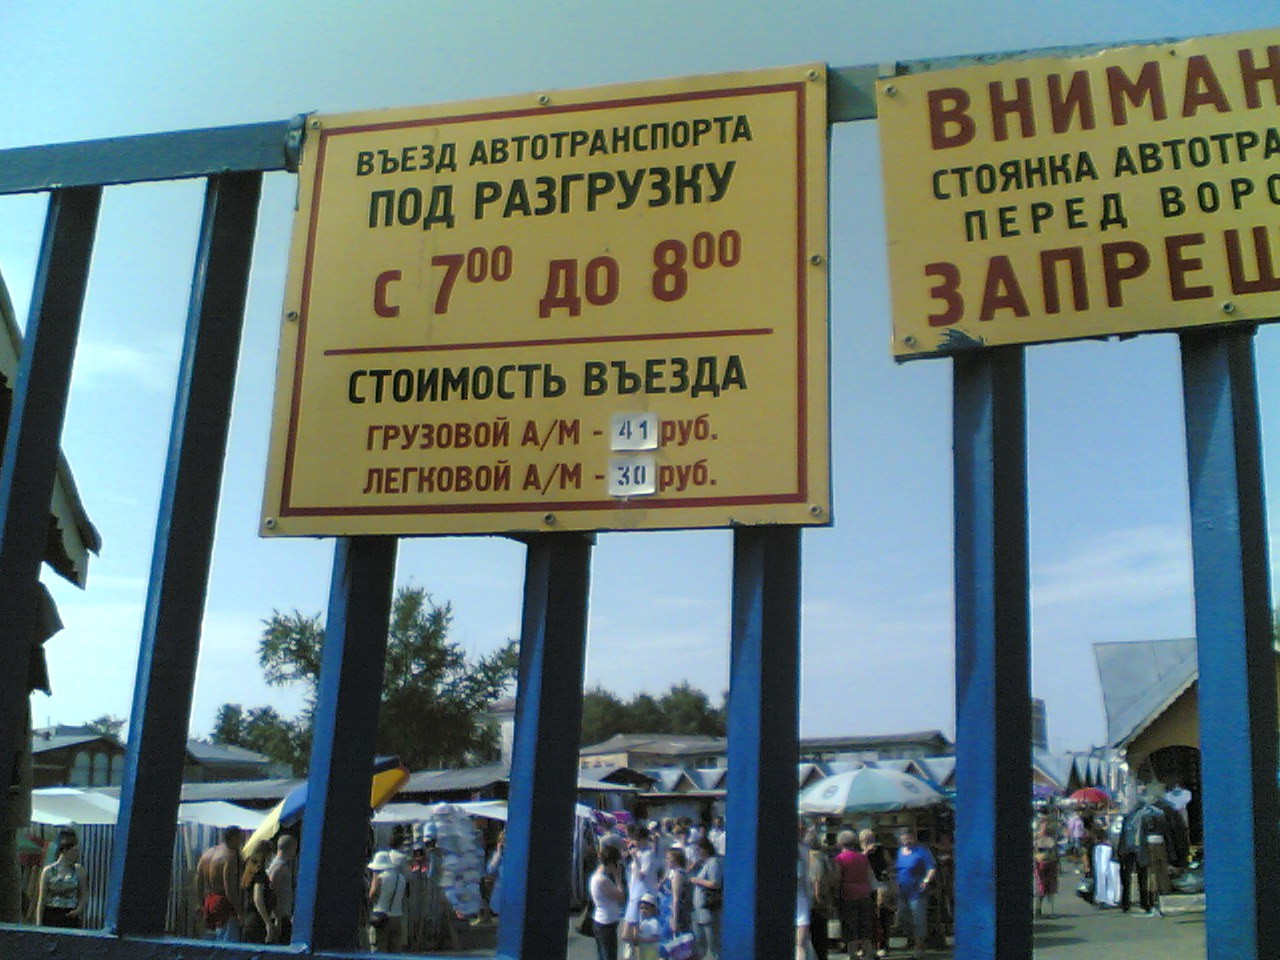 ВЪЕЗД АВТОТРАНСПОРТА
ПОД РАЗГРУЗКУ
С 7⁰⁰ ДО 8⁰⁰
СТОИМОСТЬ ВЪЕЗДА
ГРУЗОВОЙ А/М - 41 руб.
ЛЕГКОВОЙ А/М - 30 руб.
ВНИМАН
СТОЯНКА АВТОТРА
ПЕРЕД ВОРО
ЗАПРЕЩ